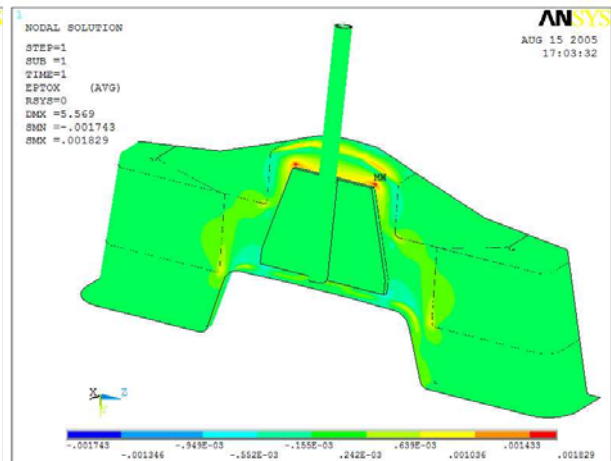 1
NODAL SOLUTION
ANSYS
AUG 15 2005
17:03:32
STEP=1
SUB =1
TIME=1
EPTOX (AVG)
RSYS=0
DMX =5.569
SMN =-.001743
SMX =.001829
MN
X Z
Y
-.001743 -.949E-03 -.155E-03 .639E-03 .001433
-.001346 -.552E-03 .242E-03 .001036 .001829